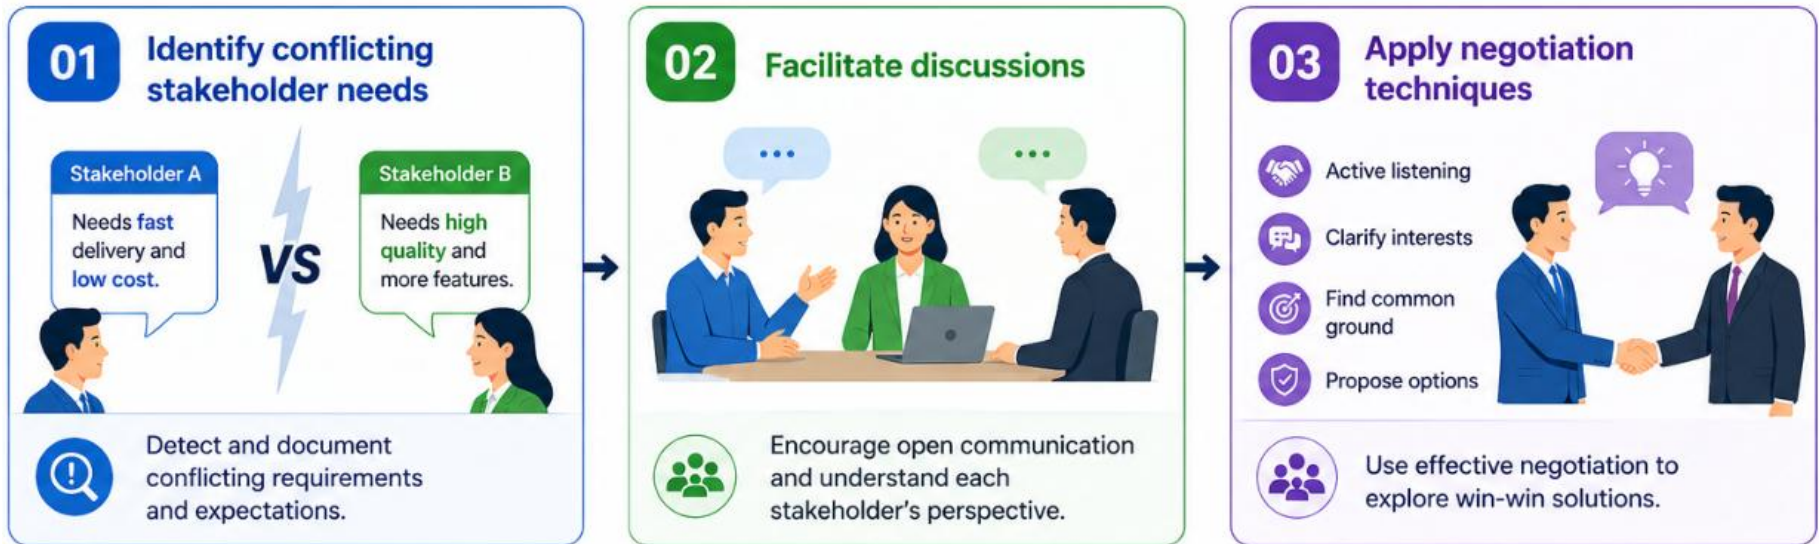 01
Identify conflicting
stakeholder needs
Stakeholder A
Needs fast
delivery and
low cost.
VS
Stakeholder B
Needs high
quality and
more features.
Detect and document
conflicting requirements
and expectations.
02
Facilitate discussions
Encourage open communication
and understand each
stakeholder's perspective.
03
Apply negotiation
techniques
Active listening
Clarify interests
Find common
ground
Propose options
Use effective negotiation to
explore win-win solutions.